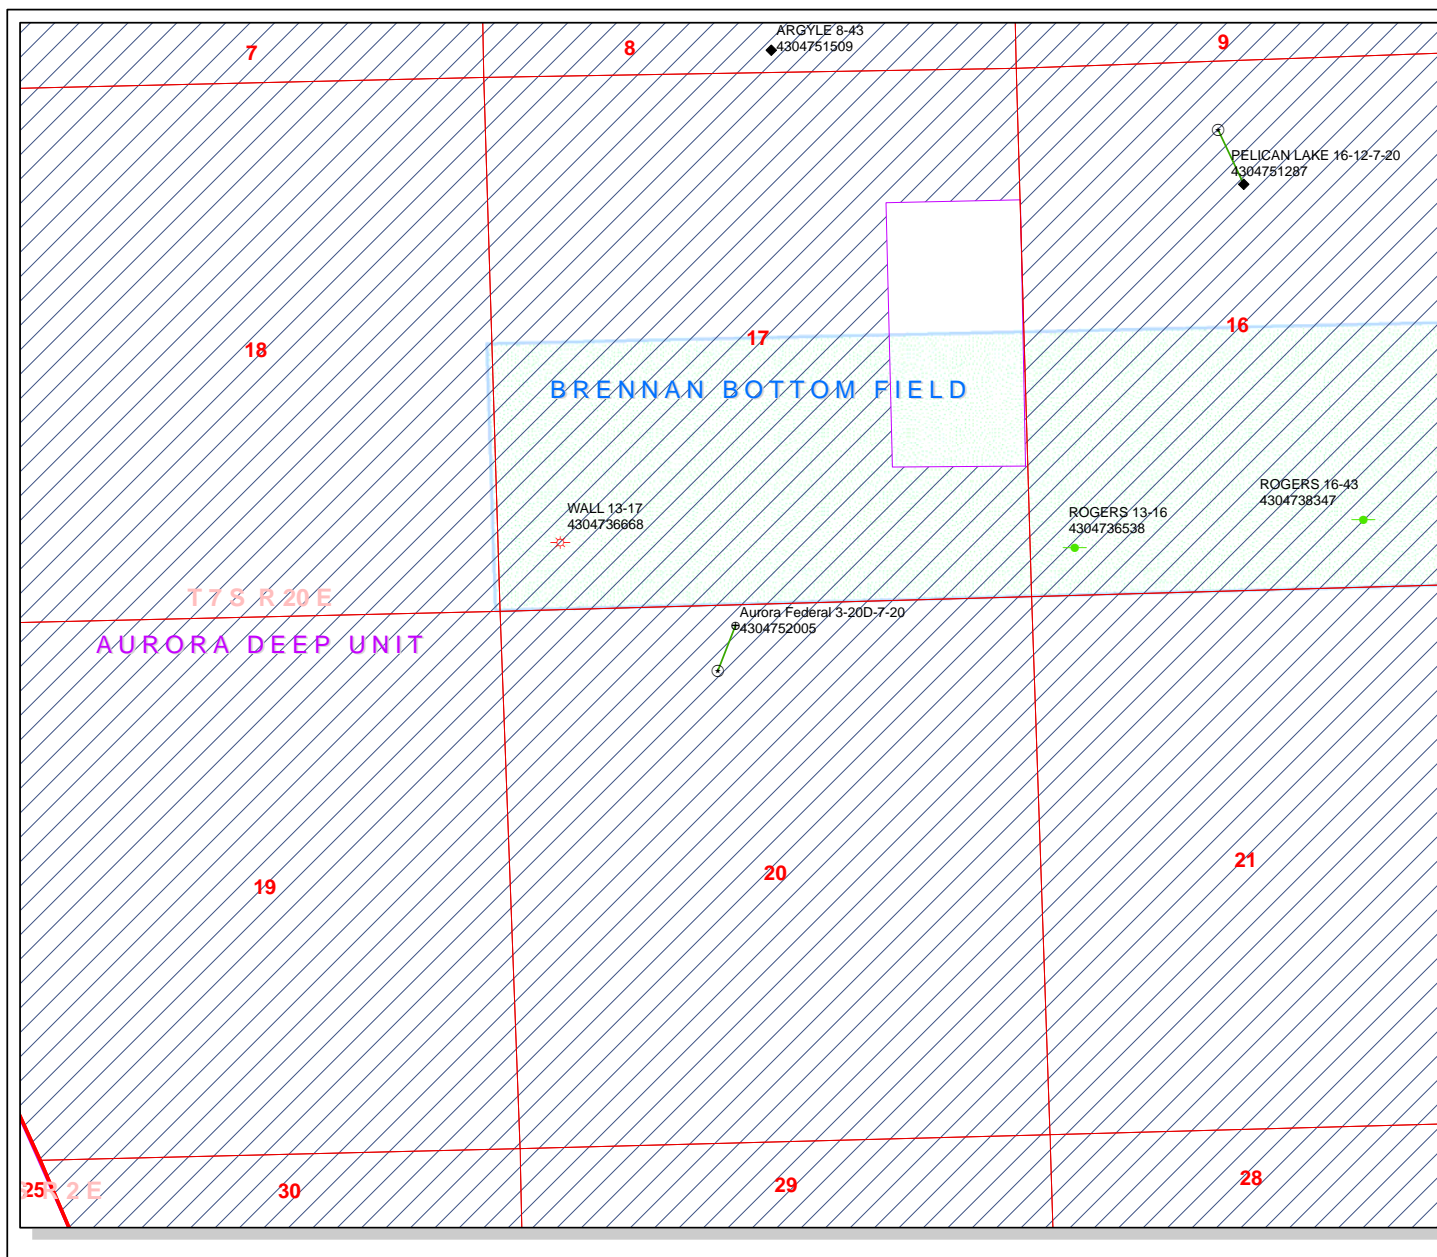 7
8
ARGYLE 8-43
4304751509
9
PELICAN LAKE 16-12-7-20
4304751287
18
17
16
BRENNAN BOTTOM FIELD
WALL 13-17
4304736668
ROGERS 13-16
4304736538
ROGERS 16-43
4304738347
T 7 S R 20 E
AURORA DEEP UNIT
Aurora Federal 3-20D-7-20
4304752005
19
20
21
25
R 2 E
30
29
28